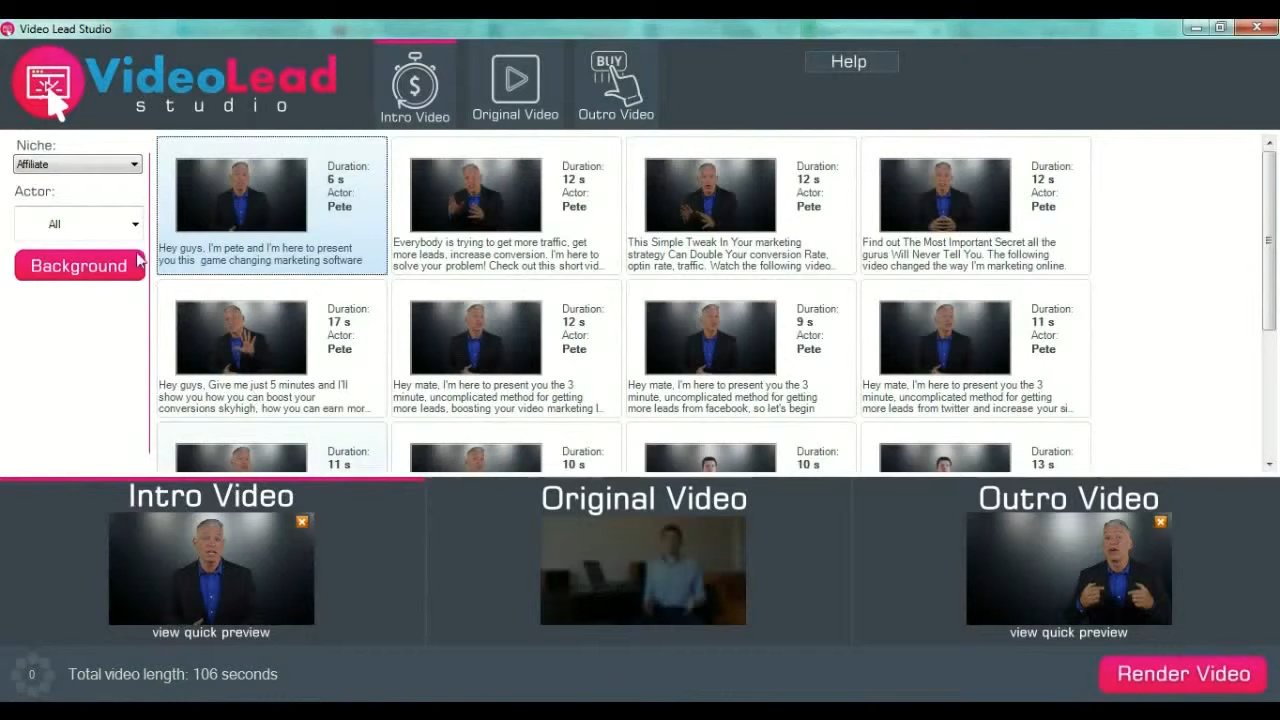 Video Lead Studio
VideoLead
studio
BUY
$
Intro Video
Original Video
Outro Video
Help
Niche:
Affiliate
Actor:
All
Background
Duration:
6 s
Actor:
Pete
Hey guys, I'm pete and I'm here to present
you this game changing marketing software
Duration:
12 s
Actor:
Pete
Everybody is trying to get more traffic, get
more leads, increase conversion. I'm here to
solve your problem! Check out this short vid...
Duration:
12 s
Actor:
Pete
This Simple Tweak In Your marketing
strategy Can Double Your conversion Rate,
optin rate, traffic. Watch the following video...
Duration:
12 s
Actor:
Pete
Find out The Most Important Secret all the
gurus Will Never Tell You. The following
video changed the way I'm marketing online.
Duration:
17 s
Actor:
Pete
Hey guys, Give me just 5 minutes and I'll
show you how you can boost your
conversions skyhigh, how you can earn mor...
Duration:
12 s
Actor:
Pete
Hey mate, I'm here to present you the 3
minute, uncomplicated method for getting
more leads, boosting your video marketing l...
Duration:
9 s
Actor:
Pete
Hey mate, I'm here to present you the 3
minute, uncomplicated method for getting
more leads from facebook, so let's begin
Duration:
11 s
Actor:
Pete
Hey mate, I'm here to present you the 3
minute, uncomplicated method for getting
more leads from twitter and increase your si...
Duration:
11 s
Duration:
10 s
Duration:
10 s
Duration:
13 s
Intro Video
view quick preview
Original Video
Outro Video
view quick preview
0
Total video length: 106 seconds
Render Video